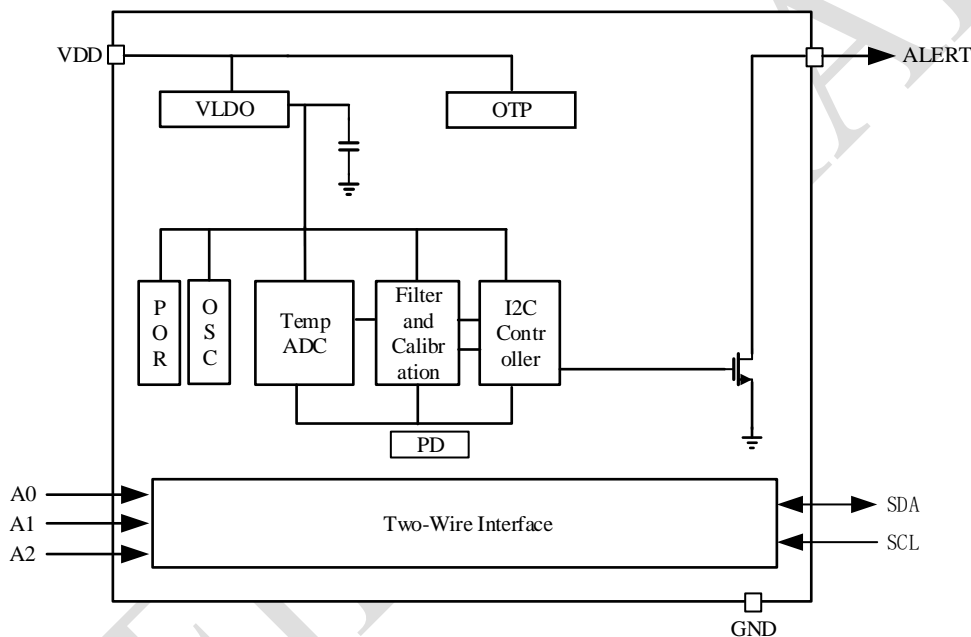 VDD
ALERT
VLDO
OTP
P
O
R
O
S
C
Temp
ADC
Filter
and
Calibr
ation
I2C
Contr
oller
PD
A0
A1
A2
Two-Wire Interface
SDA
SCL
GND